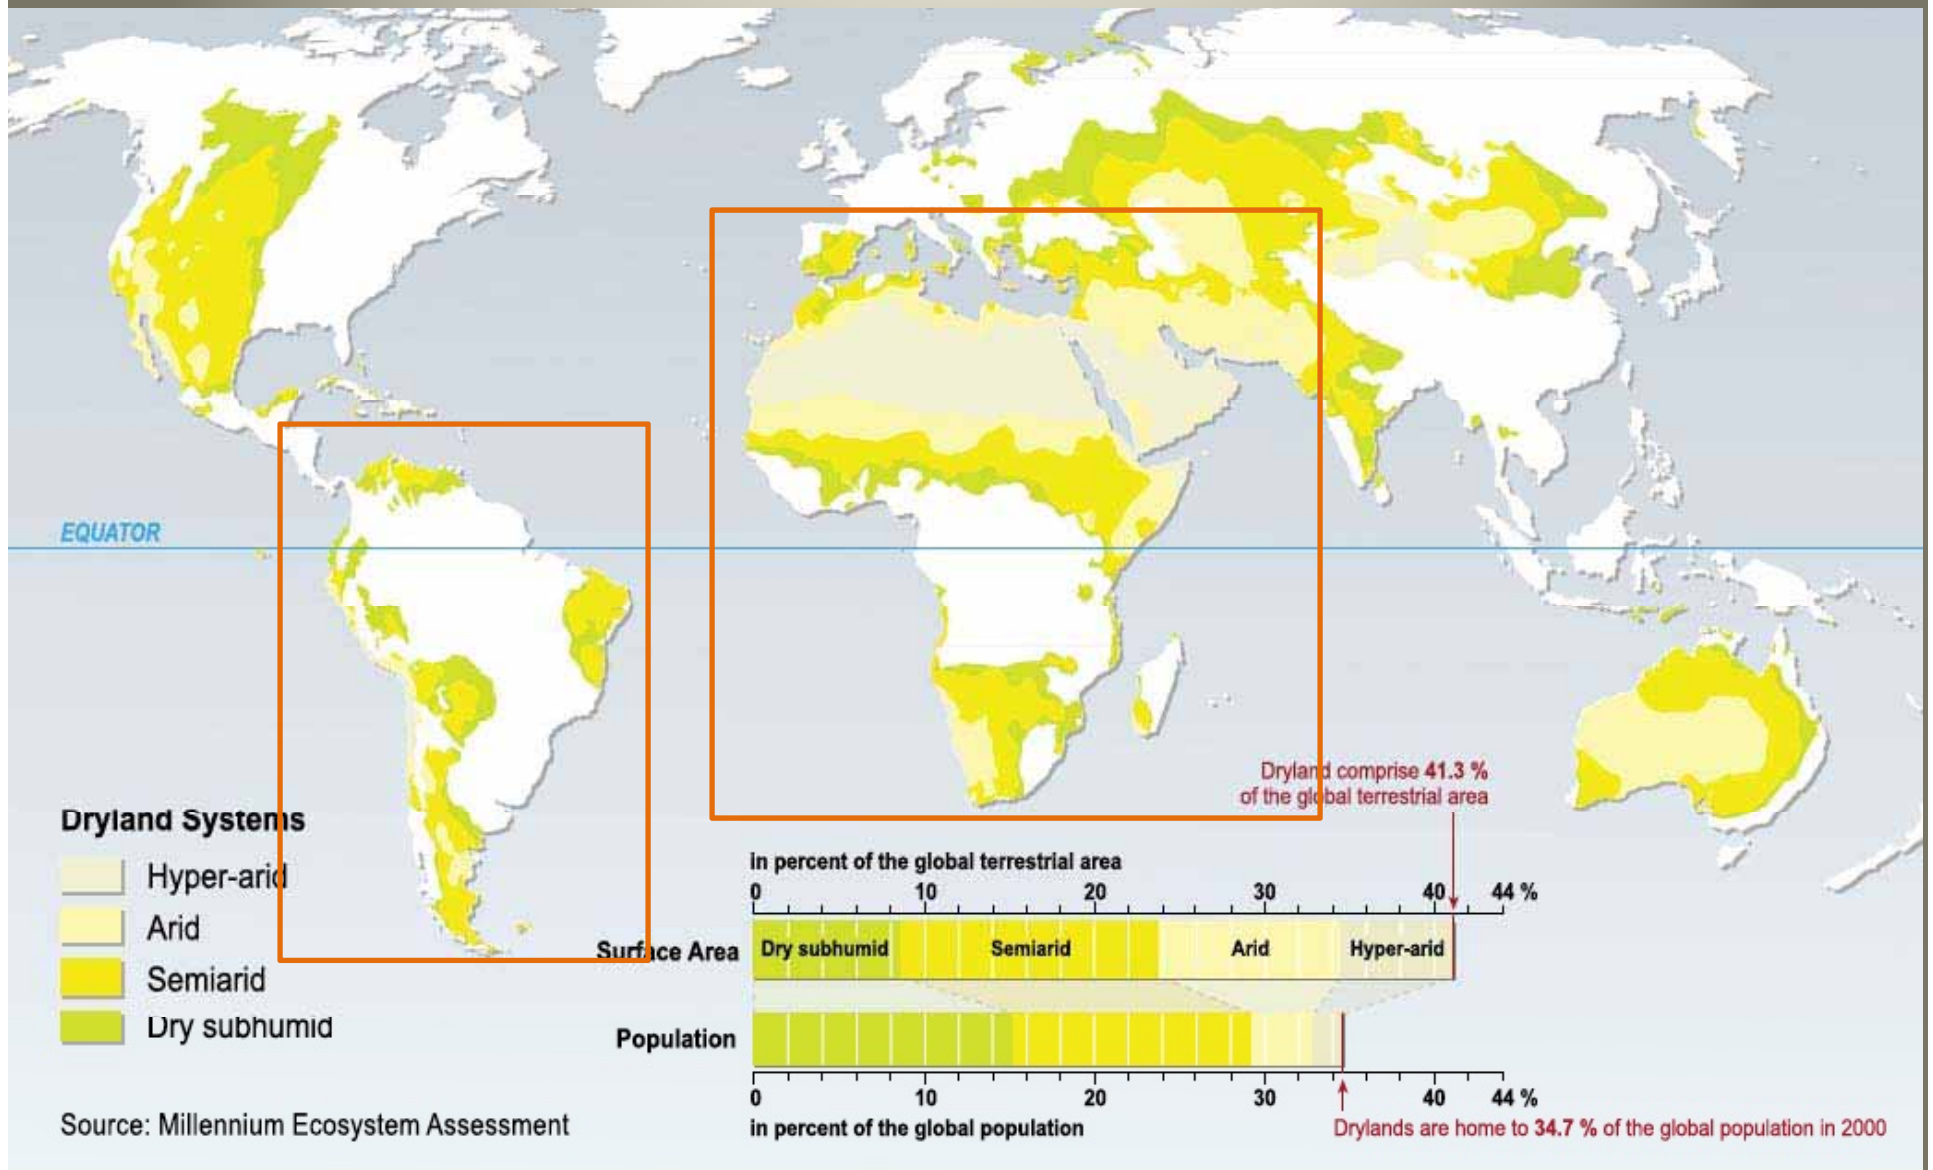 EQUATOR
Dryland comprise 41.3 %
of the global terrestrial area
Dryland Systems
Hyper-arid
Arid
Semiarid
Dry subhumid
Source: Millennium Ecosystem Assessment
in percent of the global terrestrial area
0 10 20 30 40 44 %
Surface Area Dry subhumid Semiarid Arid Hyper-arid
Population
0 10 20 30 40 44 %
in percent of the global population
Drylands are home to 34.7 % of the global population in 2000